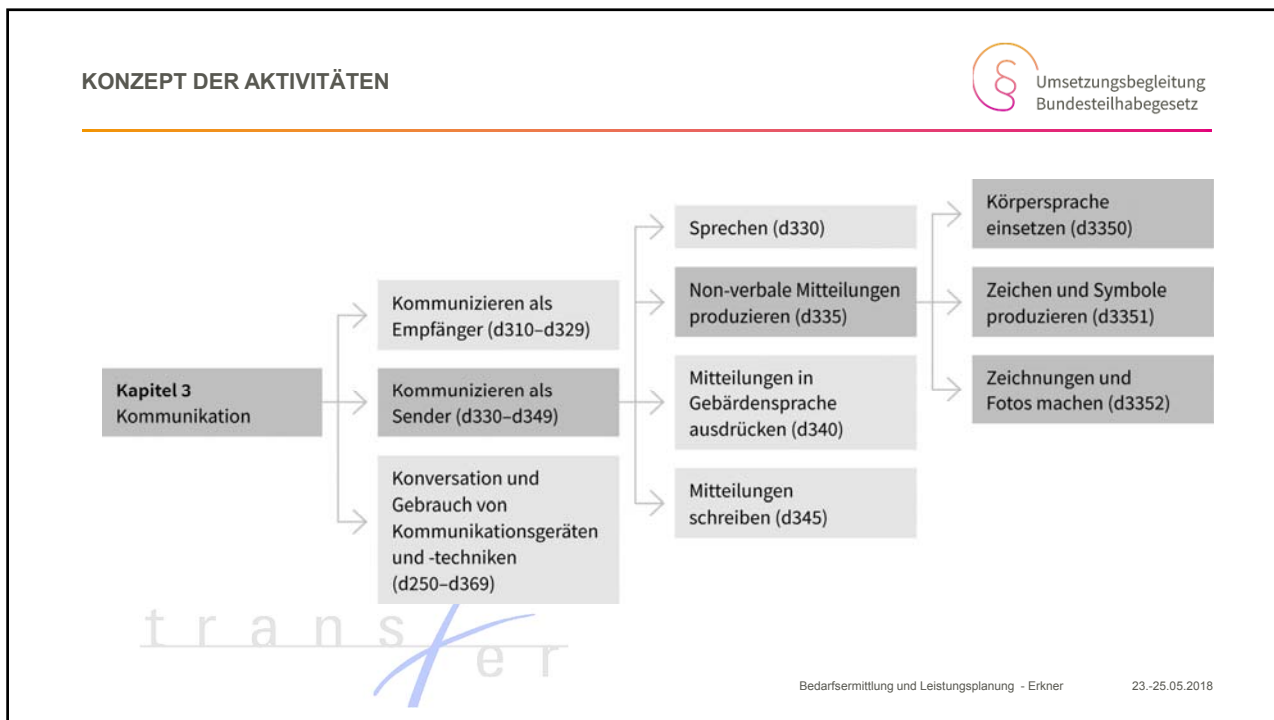 KONZEPT DER AKTIVITÄTEN
Umsetzungsbegleitung
Bundesteilhabegesetz
Kapitel 3
Kommunikation
Kommunizieren als
Empfänger (d310–d329)
Kommunizieren als
Sender (d330–d349)
Konversation und
Gebrauch von
Kommunikationsgeräten
und -techniken
(d250–d369)
Sprechen (d330)
Non-verbale Mitteilungen
produzieren (d335)
Mitteilungen in
Gebärdensprache
ausdrücken (d340)
Mitteilungen
schreiben (d345)
Körpersprache
einsetzen (d3350)
Zeichen und Symbole
produzieren (d3351)
Zeichnungen und
Fotos machen (d3352)
transfer
Bedarfsermittlung und Leistungsplanung - Erkner 23.-25.05.2018